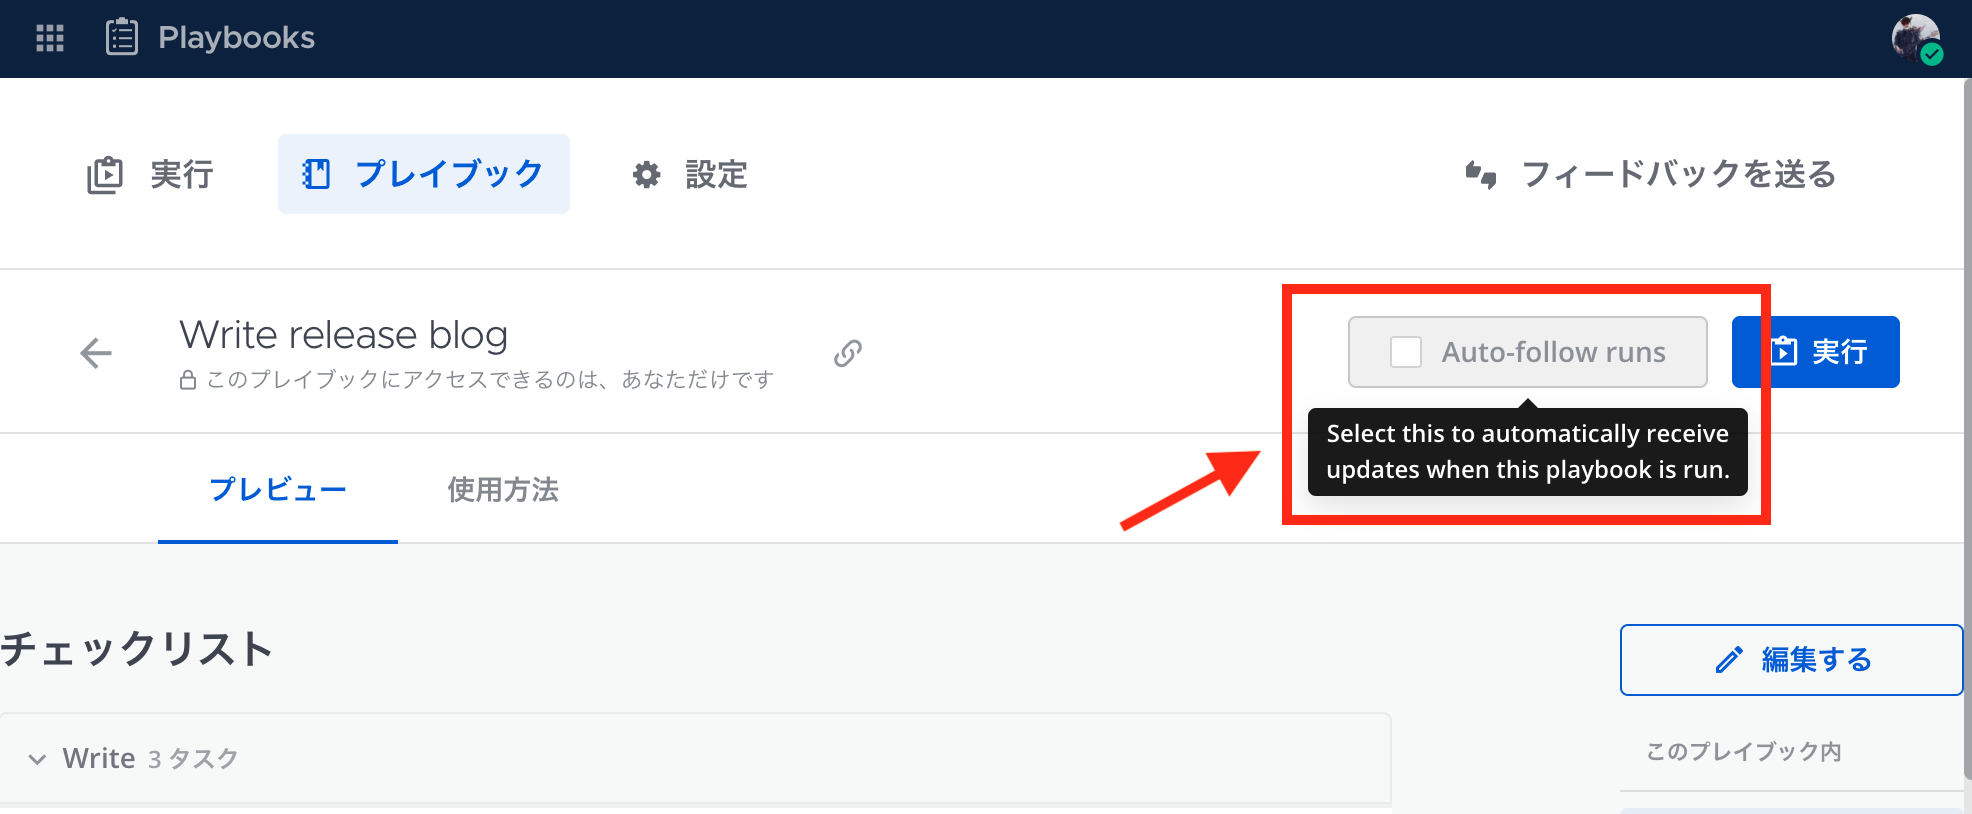 Playbooks
実行
プレイブック
設定
フィードバックを送る
Write release blog
このプレイブックにアクセスできるのは、あなただけです
Auto-follow runs
実行
Select this to automatically receive
updates when this playbook is run.
プレビュー
使用方法
チェックリスト
編集する
Write 3 タスク
このプレイブック内